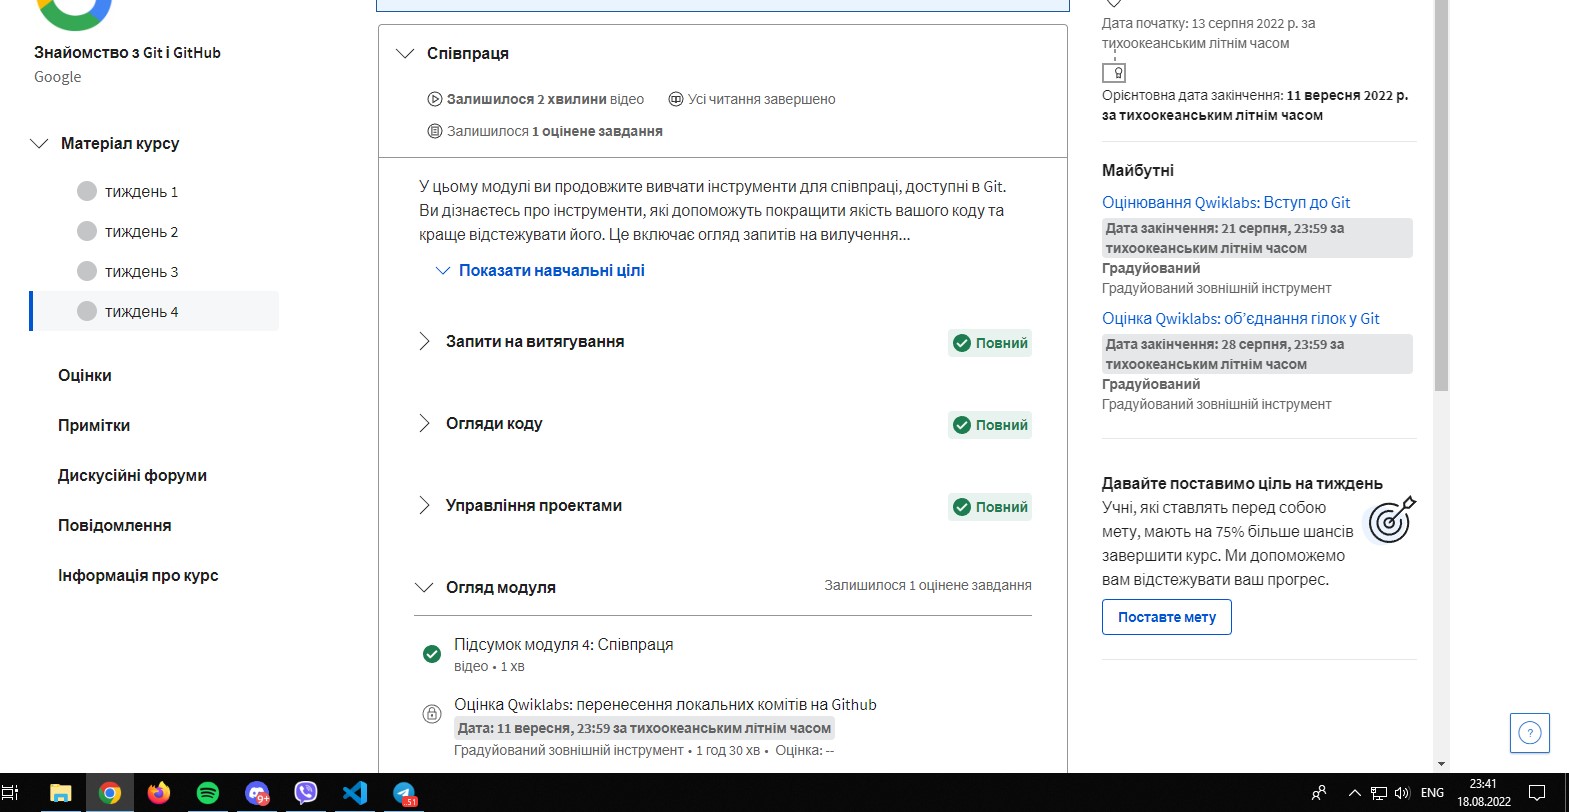 Знайомство з Git і GitHub
Google
Матеріал курсу
тиждень 1
тиждень 2
тиждень 3
тиждень 4
Оцінки
Примітки
Дискусійні форуми
Повідомлення
Інформація про курс
Співпраця
Залишилося 2 хвилини відео
Усі читання завершено
Залишилося 1 оцінене завдання
У цьому модулі ви продовжите вивчати інструменти для співпраці, доступні в Git.
Ви дізнаєтесь про інструменти, які допоможуть покращити якість вашого коду та
краще відстежувати його. Це включає огляд запитів на вилучення...
Показати навчальні цілі
Запити на витягування
Повний
Огляди коду
Повний
Управління проектами
Повний
Огляд модуля
Залишилося 1 оцінене завдання
Підсумок модуля 4: Співпраця
відео • 1 хв
Оцінка Qwiklabs: перенесення локальних комітів на Github
Дата: 11 вересня, 23:59 за тихоокеанським літнім часом
Градуйований зовнішній інструмент • 1 год 30 хв • Оцінка: --
Дата початку: 13 серпня 2022 р. за
тихоокеанським літнім часом
Орієнтовна дата закінчення: 11 вересня 2022 р.
за тихоокеанським літнім часом
Майбутні
Оцінювання Qwiklabs: Вступ до Git
Дата закінчення: 21 серпня, 23:59 за
тихоокеанським літнім часом
Градуйований
Градуйований зовнішній інструмент
Оцінка Qwiklabs: об’єднання гілок у Git
Дата закінчення: 28 серпня, 23:59 за
тихоокеанським літнім часом
Градуйований
Градуйований зовнішній інструмент
Давайте поставимо ціль на тиждень
Учні, які ставлять перед собою
мету, мають на 75% більше шансів
завершити курс. Ми допоможемо
вам відстежувати ваш прогрес.
Поставте мету
?
9+
51
ENG
23:41
18.08.2022